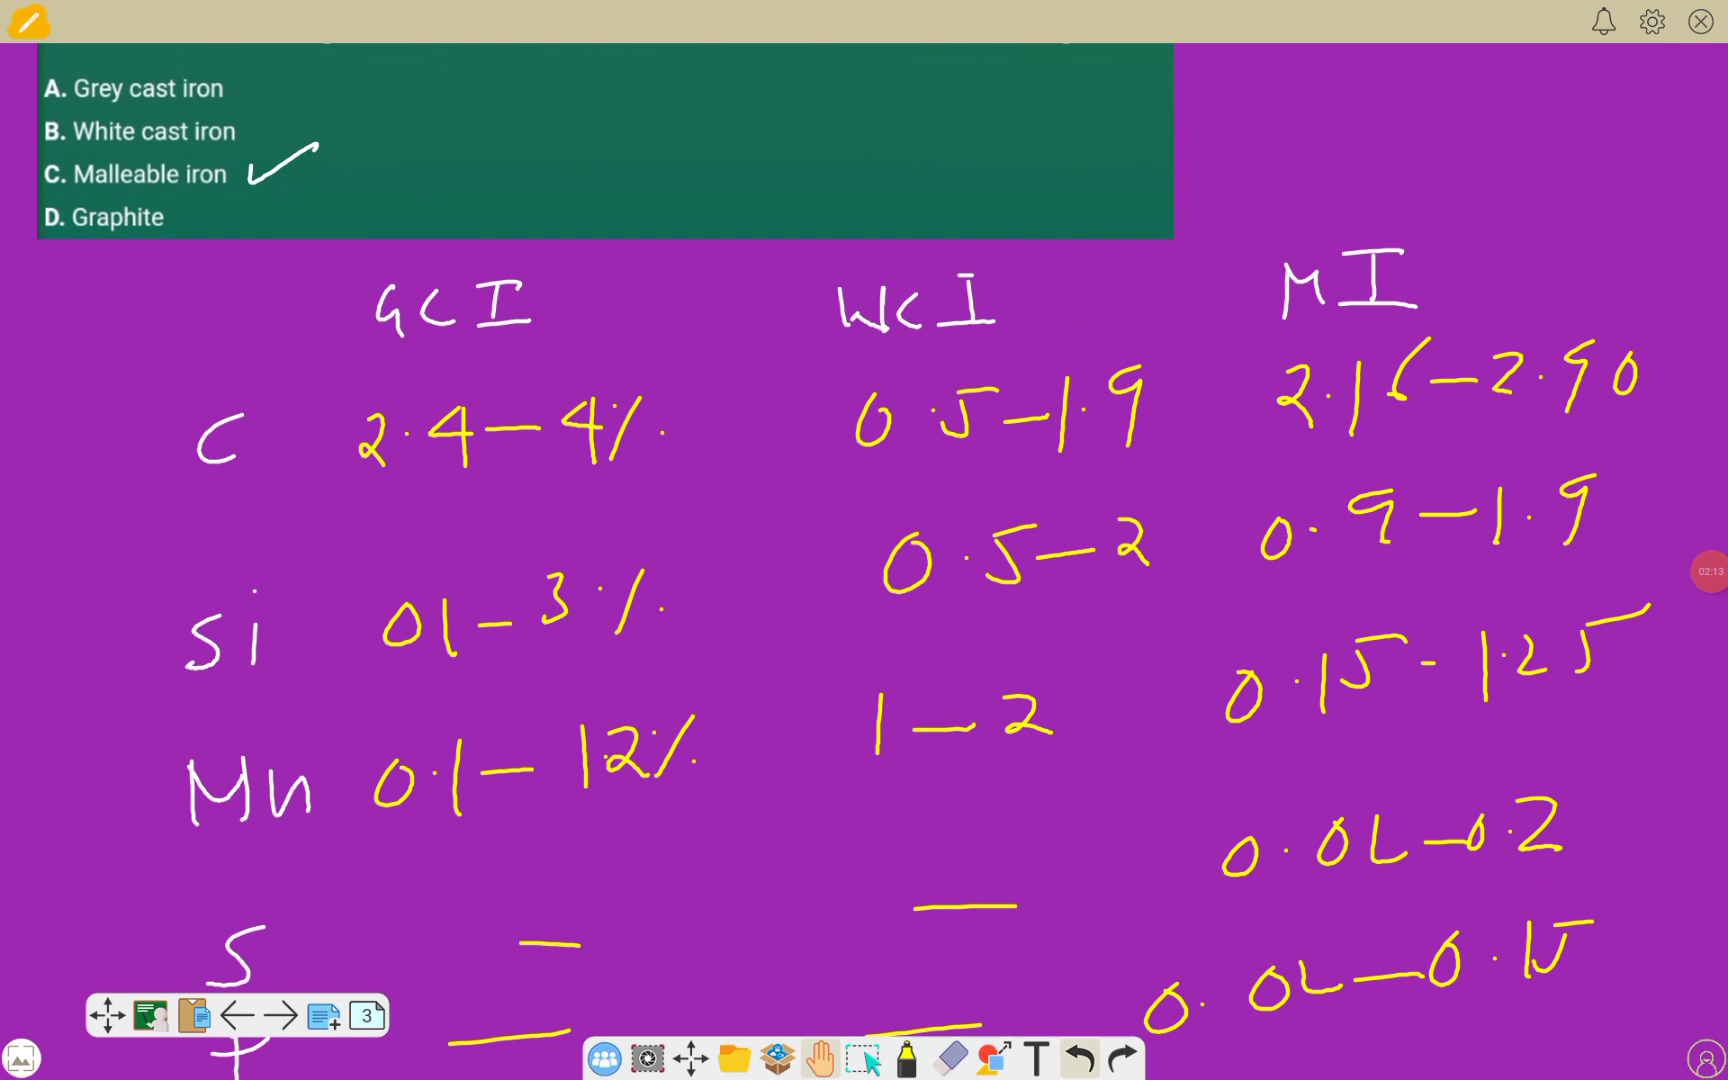 A. Grey cast iron
B. White cast iron
C. Malleable iron
D. Graphite
GCI WCI MI
C 2.4-4% 0.5-1.9 2.16-2.90
Si 01-3% 0.5-2 0.9-1.9
Mn 0.1-12% 1-2 0.15-1.25
S - - 0.02-0.2
P - - 0.02-0.15
02:13
3
T